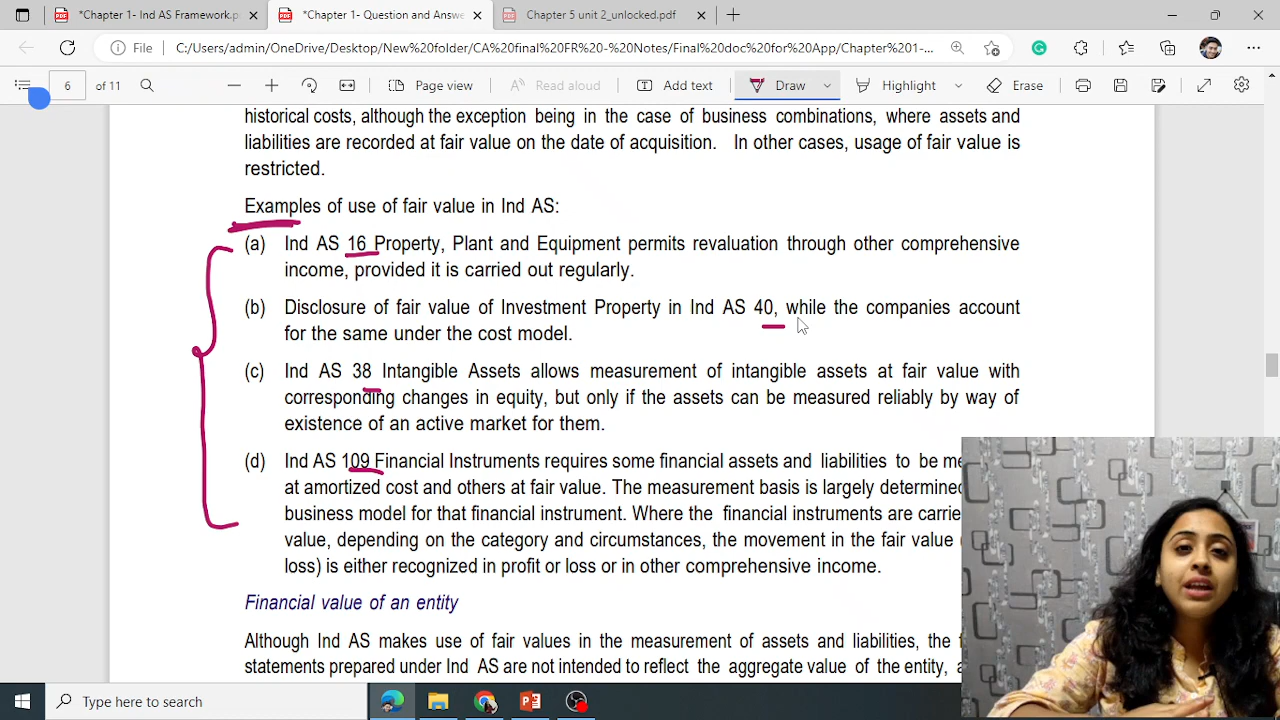 *Chapter 1- Ind AS Framework.p
*Chapter 1- Question and Answe
Chapter 5 unit 2_unlocked.pdf
File
C:/Users/admin/OneDrive/Desktop/New%20folder/CA%20final%20FR%20-%20Notes/Final%20doc%20for%20App/Chapter%201-...
6 of 11
Page view
Read aloud
Add text
Draw
Highlight
Erase
historical costs, although the exception being in the case of business combinations, where assets and
liabilities are recorded at fair value on the date of acquisition. In other cases, usage of fair value is
restricted.
Examples of use of fair value in Ind AS:
(a) Ind AS 16 Property, Plant and Equipment permits revaluation through other comprehensive
income, provided it is carried out regularly.
(b) Disclosure of fair value of Investment Property in Ind AS 40, while the companies account
for the same under the cost model.
(c) Ind AS 38 Intangible Assets allows measurement of intangible assets at fair value with
corresponding changes in equity, but only if the assets can be measured reliably by way of
existence of an active market for them.
(d) Ind AS 109 Financial Instruments requires some financial assets and liabilities to be me
at amortized cost and others at fair value. The measurement basis is largely determined
business model for that financial instrument. Where the financial instruments are carrie
value, depending on the category and circumstances, the movement in the fair value (
loss) is either recognized in profit or loss or in other comprehensive income.
Financial value of an entity
Although Ind AS makes use of fair values in the measurement of assets and liabilities, the f
statements prepared under Ind AS are not intended to reflect the aggregate value of the entity, a
Type here to search